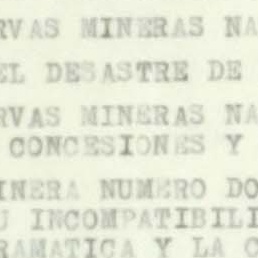 RVAS MINERAS NA
EL DESASTRE DE
RVAS MINERAS NA
CONCESIONES Y
INERA NUMERO DO
U INCOMPATIBILI
RAMATICA Y LA C